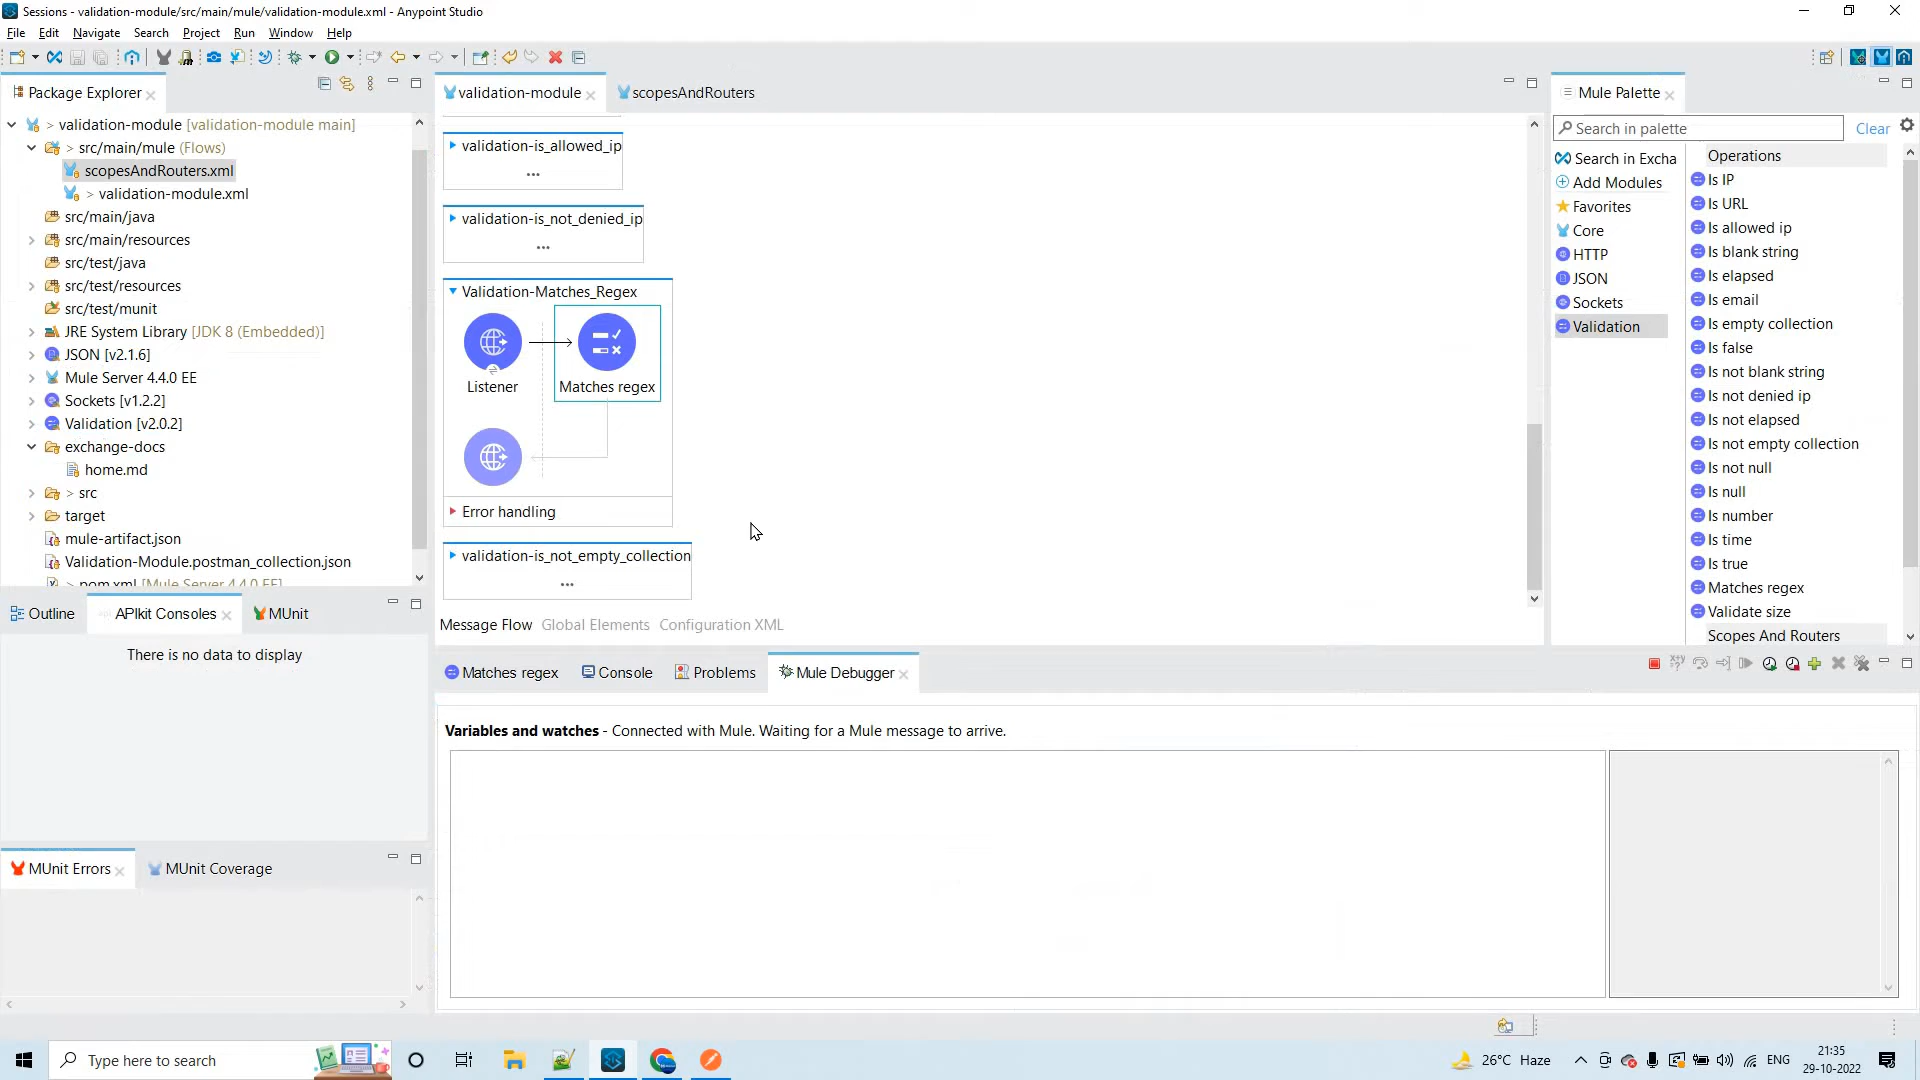 Sessions - validation-module/src/main/mule/validation-module.xml - Anypoint Studio
File Edit Navigate Search Project Run Window Help
Package Explorer
> validation-module [validation-module main]
> src/main/mule (Flows)
scopesAndRouters.xml
> validation-module.xml
src/main/java
src/main/resources
src/test/java
src/test/resources
src/test/munit
JRE System Library [JDK 8 (Embedded)]
JSON [v2.1.6]
Mule Server 4.4.0 EE
Sockets [v1.2.2]
Validation [v2.0.2]
exchange-docs
home.md
> src
target
mule-artifact.json
Validation-Module.postman_collection.json
> pom.xml [Mule Server 4.4.0 EE]
validation-module
scopesAndRouters
validation-is_allowed_ip
...
validation-is_not_denied_ip
...
Validation-Matches_Regex
Listener
Matches regex
Error handling
validation-is_not_empty_collection
...
Message Flow Global Elements Configuration XML
Mule Palette
Search in palette
Clear
Search in Excha
Add Modules
Favorites
Core
HTTP
JSON
Sockets
Validation
Operations
Is IP
Is URL
Is allowed ip
Is blank string
Is elapsed
Is email
Is empty collection
Is false
Is not blank string
Is not denied ip
Is not elapsed
Is not empty collection
Is not null
Is null
Is number
Is time
Is true
Matches regex
Validate size
Scopes And Routers
Outline
APIkit Consoles
MUnit
There is no data to display
MUnit Errors
MUnit Coverage
Matches regex
Console
Problems
Mule Debugger
Variables and watches - Connected with Mule. Waiting for a Mule message to arrive.
Type here to search
26°C Haze
ENG
21:35
29-10-2022